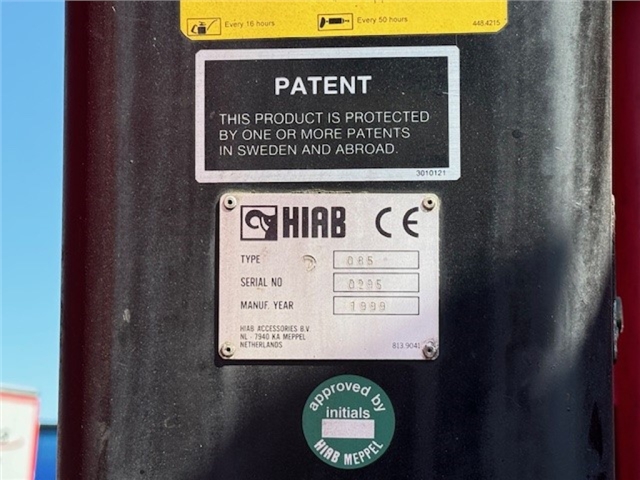 Every 16 hours
Every 50 hours
448.4215
PATENT
THIS PRODUCT IS PROTECTED
BY ONE OR MORE PATENTS
IN SWEDEN AND ABROAD.
3010121
HIAB CE
TYPE 085
SERIAL NO 0295
MANUF. YEAR 1999
HIAB ACCESSORIES B.V.
NL - 7940 KA MEPPEL
NETHERLANDS
813.9041
approved by
initials
HIAB MEPPEL